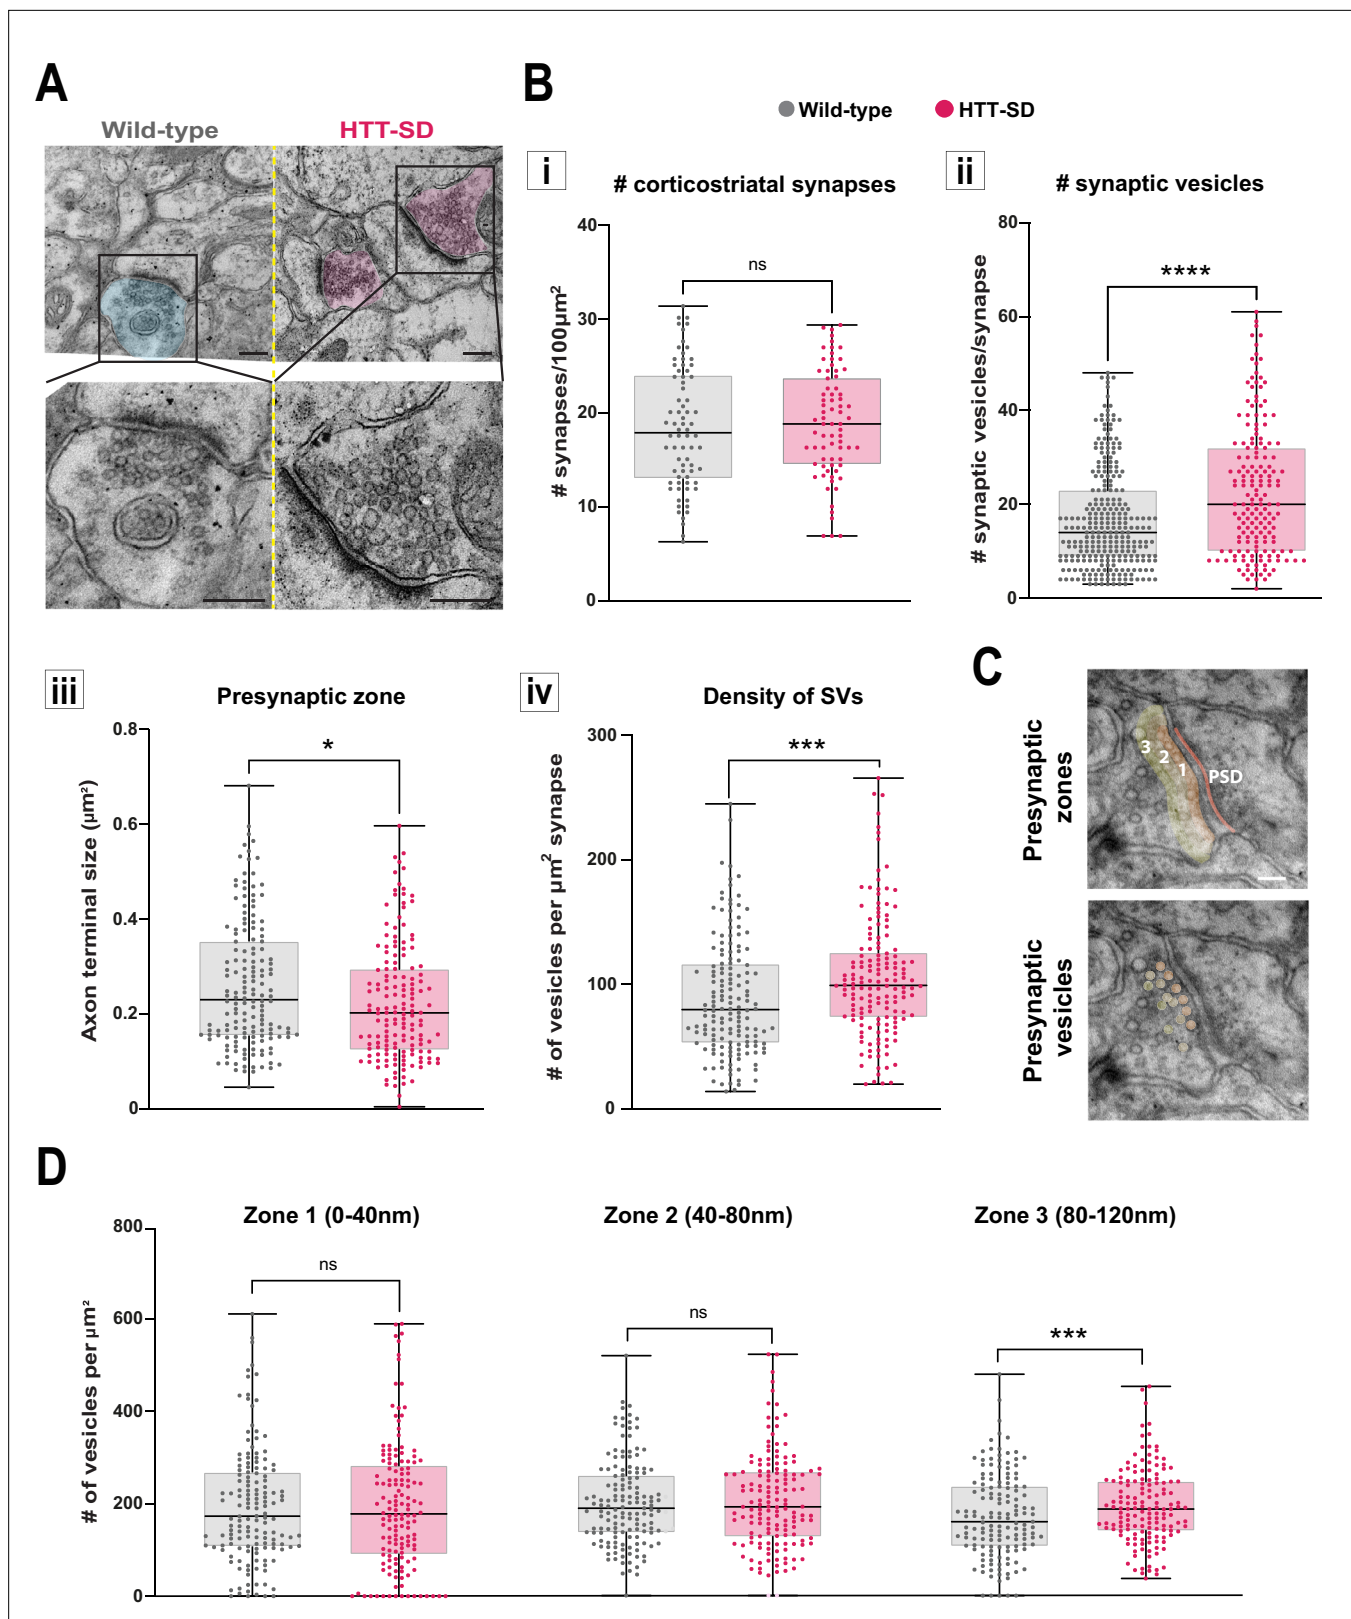 A
Wild-type
HTT-SD
B
Wild-type
HTT-SD
i
# corticostriatal synapses
# synapses/100µm²
40
30
20
10
0
ns
ii
# synaptic vesicles
# synaptic vesicles/synapse
80
60
40
20
0
****
iii
Presynaptic zone
Axon terminal size (µm²)
0.8
0.6
0.4
0.2
0
*
iv
Density of SVs
# of vesicles per µm² synapse
300
200
100
0
***
C
Presynaptic
zones
3
2
1
PSD
Presynaptic
vesicles
D
# of vesicles per µm²
800
600
400
200
0
Zone 1 (0-40nm)
ns
Zone 2 (40-80nm)
ns
Zone 3 (80-120nm)
***